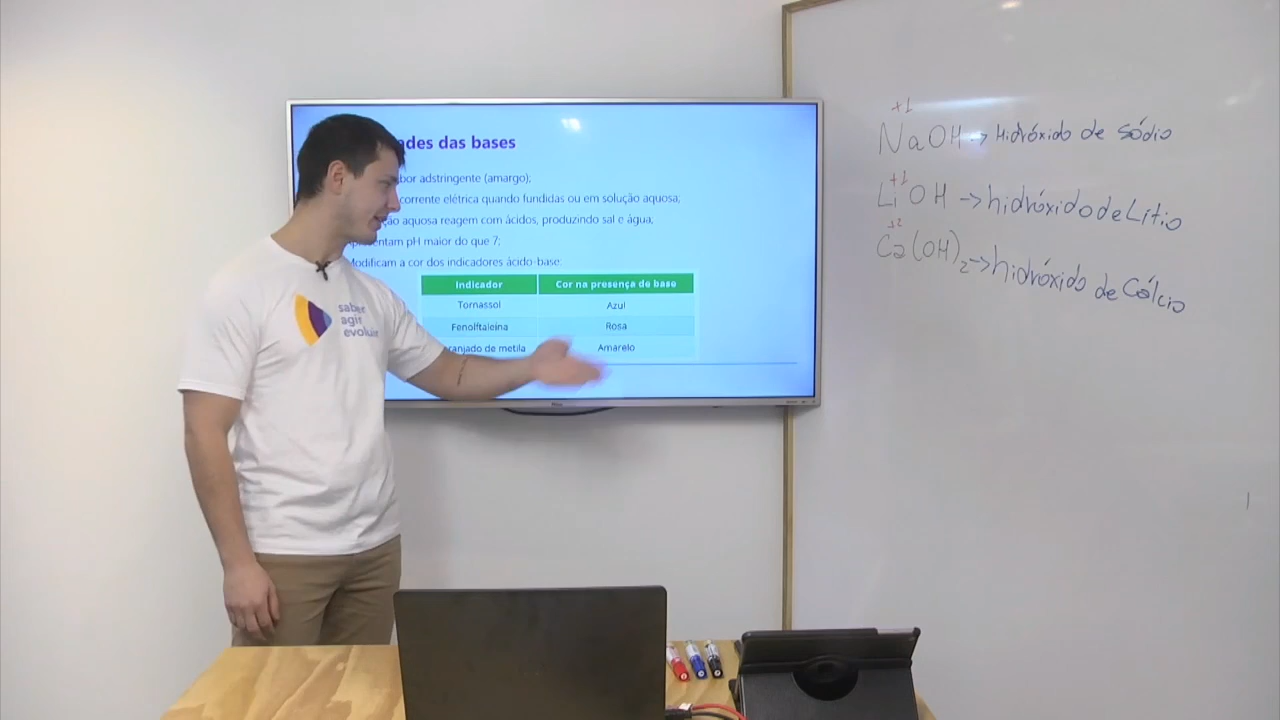 ades das bases
bor adstringente (amargo);
corrente elétrica quando fundidas ou em solução aquosa;
ção aquosa reagem com ácidos, produzindo sal e água,
apresentam pH maior do que 7;
Modificam a cor dos indicadores ácido-base:
Indicador Cor na presença de base
Tornassol Azul
Fenolftaleína Rosa
ranjado de metila Amarelo
saber
agir
evoluir
+1
NaOH → Hidróxido de Sódio
+1
LiOH → hidróxido de Lítio
+2
Ca(OH)2 → hidróxido de Cálcio